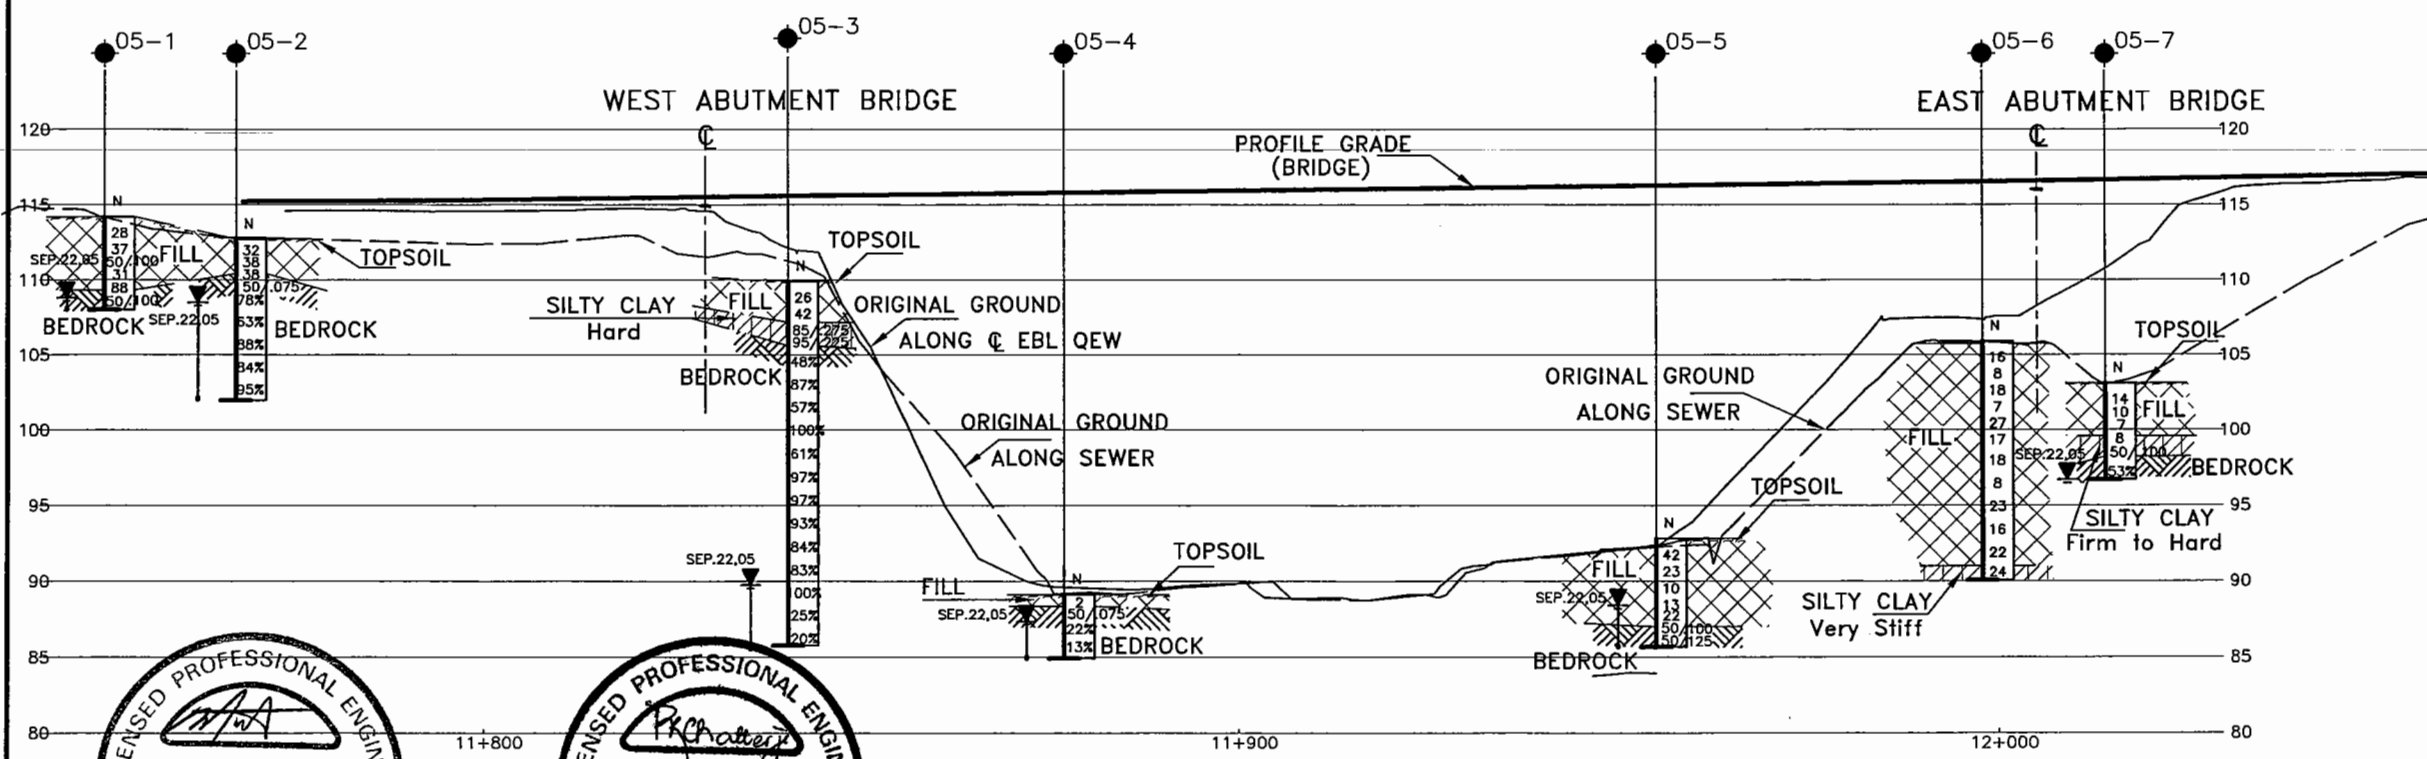 05-1
05-2
05-3
05-4
05-5
05-6
05-7
WEST ABUTMENT BRIDGE
℄
EAST ABUTMENT BRIDGE
℄
PROFILE GRADE
(BRIDGE)
120
115
110
105
100
95
90
85
80
120
115
110
105
100
95
90
85
80
N
28
37
50/.100
31
88
50/.100
SEP.22,05
FILL
BEDROCK
N
32
38
38
50/.075
78%
63%
88%
84%
95%
SEP.22,05
TOPSOIL
BEDROCK
SILTY CLAY
Hard
FILL
BEDROCK
N
26
42
85/.275
95/.225
48%
87%
57%
100%
61%
97%
97%
93%
84%
83%
100%
25%
20%
SEP.22,05
TOPSOIL
ORIGINAL GROUND
ALONG ℄ EBL QEW
ORIGINAL GROUND
ALONG SEWER
FILL
SEP.22,05
N
2
50/.075
22%
13%
BEDROCK
TOPSOIL
ORIGINAL GROUND
ALONG SEWER
TOPSOIL
N
42
23
10
13
22
50/.100
50/.125
FILL
SEP.22,05
BEDROCK
N
16
8
18
7
27
17
18
8
23
16
22
24
FILL
SILTY CLAY
Very Stiff
TOPSOIL
N
14
10
7
8
50/.100
53%
FILL
SEP.22,05
BEDROCK
SILTY CLAY
Firm to Hard
11+800
11+900
12+000
ENSED PROFESSIONAL ENGIN
ENSED PROFESSIONAL ENGINE